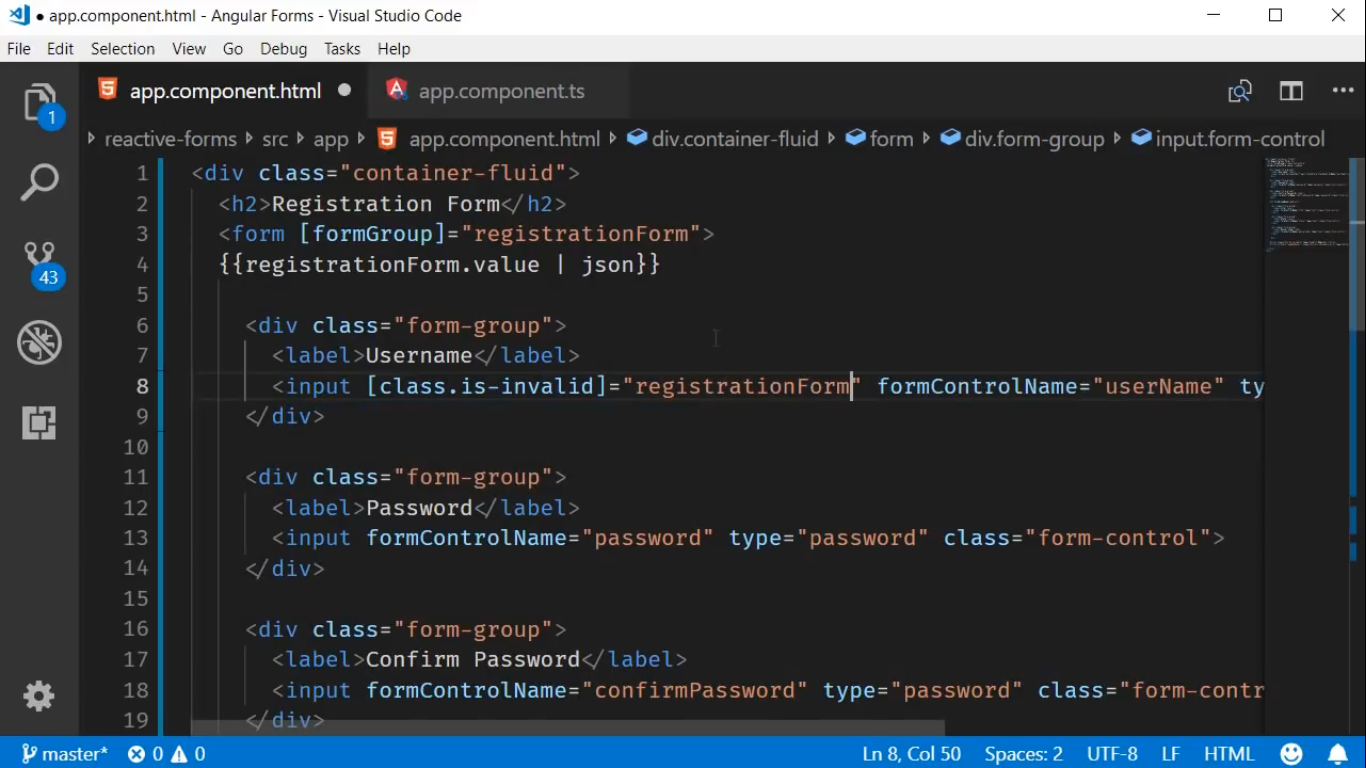 app.component.html - Angular Forms - Visual Studio Code
File Edit Selection View Go Debug Tasks Help
app.component.html app.component.ts
1
reactive-forms src app app.component.html div.container-fluid form div.form-group input.form-control
1 <div class="container-fluid">
2 <h2>Registration Form</h2>
3 <form [formGroup]="registrationForm">
4 {{registrationForm.value | json}}
5
6 <div class="form-group">
7 <label>Username</label>
8 <input [class.is-invalid]="registrationForm" formControlName="userName" ty
9 </div>
10
11 <div class="form-group">
12 <label>Password</label>
13 <input formControlName="password" type="password" class="form-control">
14 </div>
15
16 <div class="form-group">
17 <label>Confirm Password</label>
18 <input formControlName="confirmPassword" type="password" class="form-contr
19 </div>
43
master* 0 0 Ln 8, Col 50 Spaces: 2 UTF-8 LF HTML